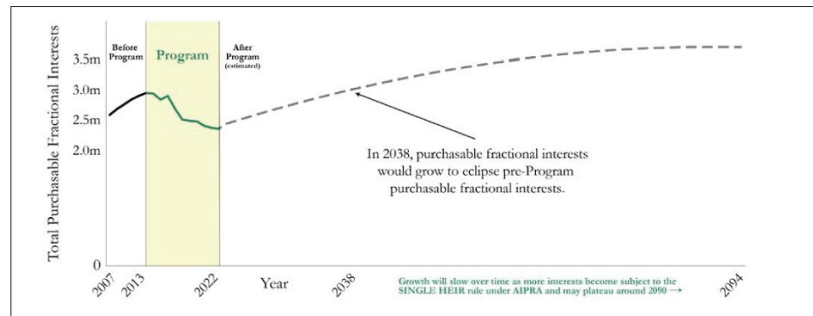 Total Purchasable Fractional Interests
3.5m
3.0m
2.5m
2.0m
0
Before
Program
Program
After
Program
(estimated)
In 2038, purchasable fractional interests
would grow to eclipse pre-Program
purchasable fractional interests.
2007
2013
2022
Year
2038
2094
Growth will slow over time as more interests become subject to the
SINGLE HEIR rule under AIPRA and may plateau around 2090 →